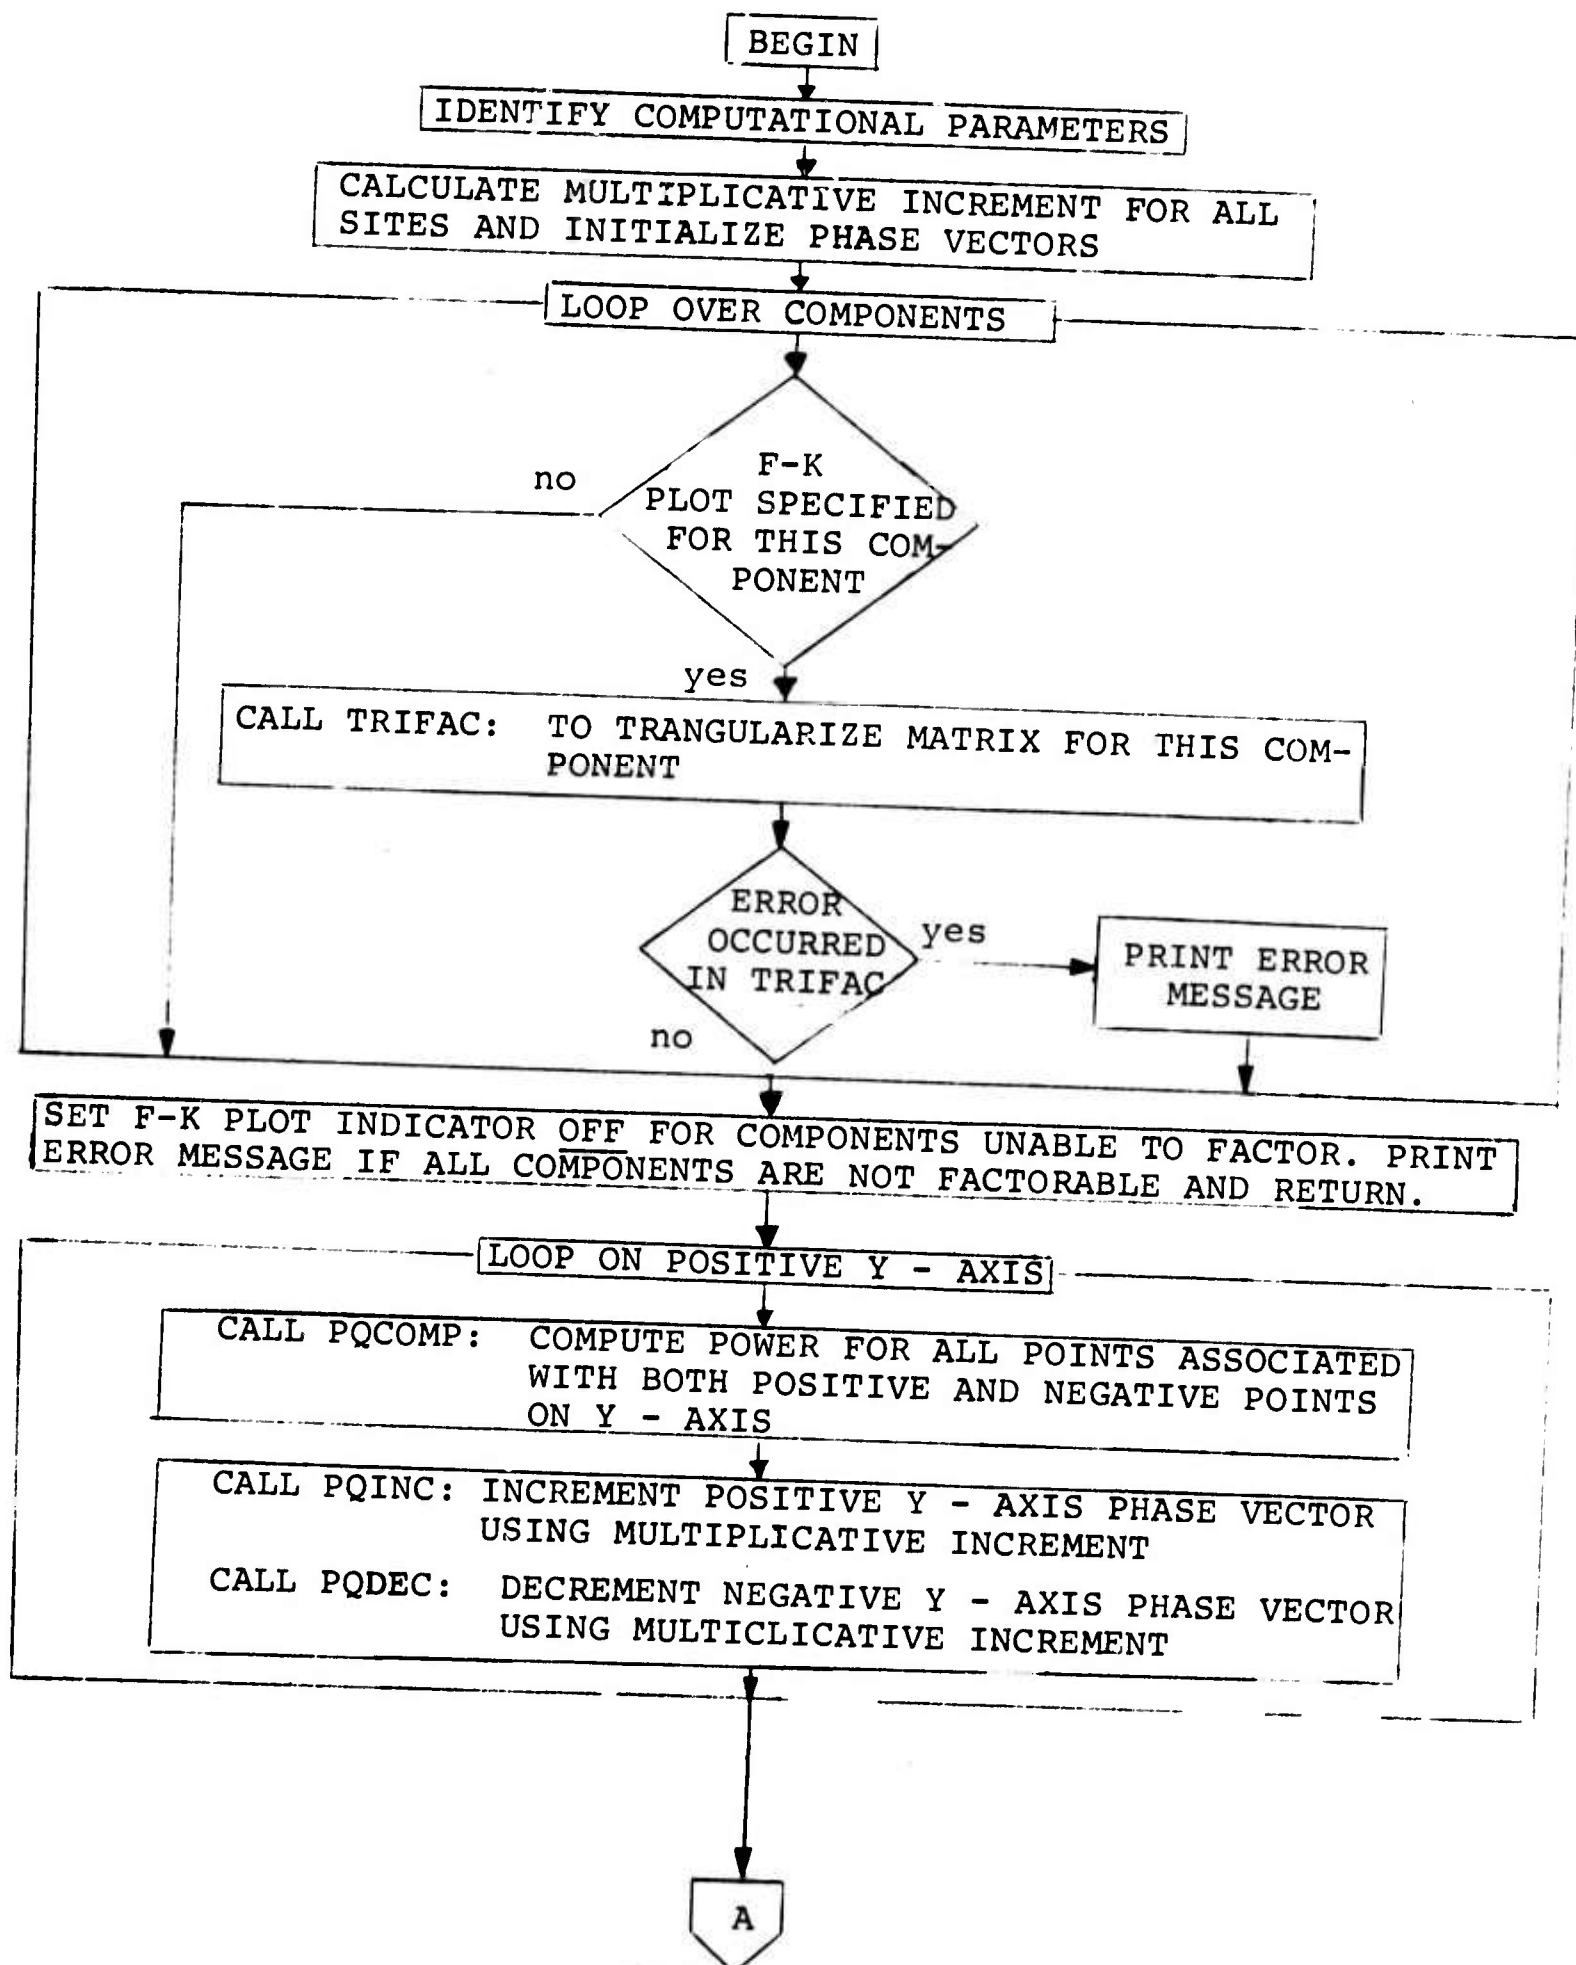 BEGIN
IDENTIFY COMPUTATIONAL PARAMETERS
CALCULATE MULTIPLICATIVE INCREMENT FOR ALL
SITES AND INITIALIZE PHASE VECTORS
LOOP OVER COMPONENTS
no
F-K
PLOT SPECIFIED
FOR THIS COM-
PONENT
yes
CALL TRIFAC: TO TRANGULARIZE MATRIX FOR THIS COM-
PONENT
ERROR
OCCURRED
IN TRIFAC
yes
PRINT ERROR
MESSAGE
no
SET F-K PLOT INDICATOR OFF FOR COMPONENTS UNABLE TO FACTOR. PRINT
ERROR MESSAGE IF ALL COMPONENTS ARE NOT FACTORABLE AND RETURN.
LOOP ON POSITIVE Y - AXIS
CALL PQCOMP: COMPUTE POWER FOR ALL POINTS ASSOCIATED
WITH BOTH POSITIVE AND NEGATIVE POINTS
ON Y - AXIS
CALL PQINC: INCREMENT POSITIVE Y - AXIS PHASE VECTOR
USING MULTIPLICATIVE INCREMENT
CALL PQDEC: DECREMENT NEGATIVE Y - AXIS PHASE VECTOR
USING MULTICLICATIVE INCREMENT
A